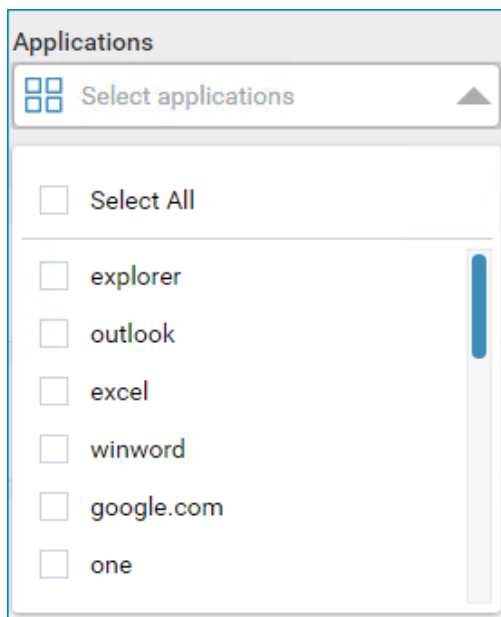 Applications
Select applications
Select All
explorer
outlook
excel
winword
google.com
one